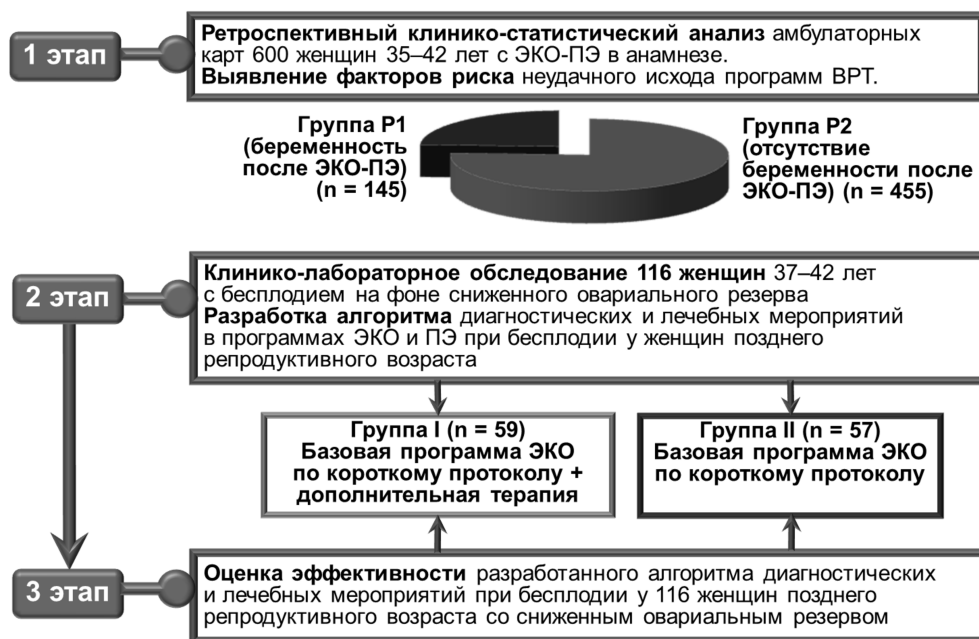 1 этап
Ретроспективный клинико-статистический анализ амбулаторных
карт 600 женщин 35–42 лет с ЭКО-ПЭ в анамнезе.
Выявление факторов риска неудачного исхода программ ВРТ.
Группа Р1
(беременность
после ЭКО-ПЭ)
(n = 145)
Группа Р2
(отсутствие
беременности после
ЭКО-ПЭ) (n = 455)
2 этап
Клинико-лабораторное обследование 116 женщин 37–42 лет
с бесплодием на фоне сниженного овариального резерва
Разработка алгоритма диагностических и лечебных мероприятий
в программах ЭКО и ПЭ при бесплодии у женщин позднего
репродуктивного возраста
Группа I (n = 59)
Базовая программа ЭКО
по короткому протоколу +
дополнительная терапия
Группа II (n = 57)
Базовая программа ЭКО
по короткому протоколу
3 этап
Оценка эффективности разработанного алгоритма диагностических
и лечебных мероприятий при бесплодии у 116 женщин позднего
репродуктивного возраста со сниженным овариальным резервом